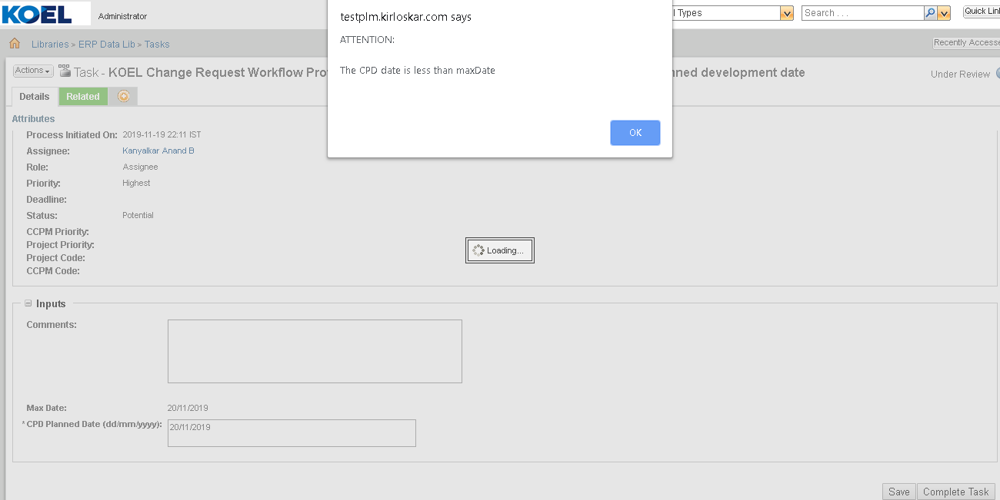 KOEL
Administrator
testplm.kirloskar.com says
ATTENTION:
The CPD date is less than maxDate
OK
Types
Search . . .
Quick Lin
Libraries > ERP Data Lib > Tasks
Recently Accesse
Actions
Task - KOEL Change Request Workflow Pro
nned development date
Under Review
Details
Related
Attributes
Process Initiated On: 2019-11-19 22:11 IST
Assignee: Kanyalkar Anand B
Role: Assignee
Priority: Highest
Deadline:
Status: Potential
CCPM Priority:
Project Priority:
Project Code:
CCPM Code:
Loading...
Inputs
Comments:
Max Date: 20/11/2019
* CPD Planned Date (dd/mm/yyyy): 20/11/2019
Save
Complete Task